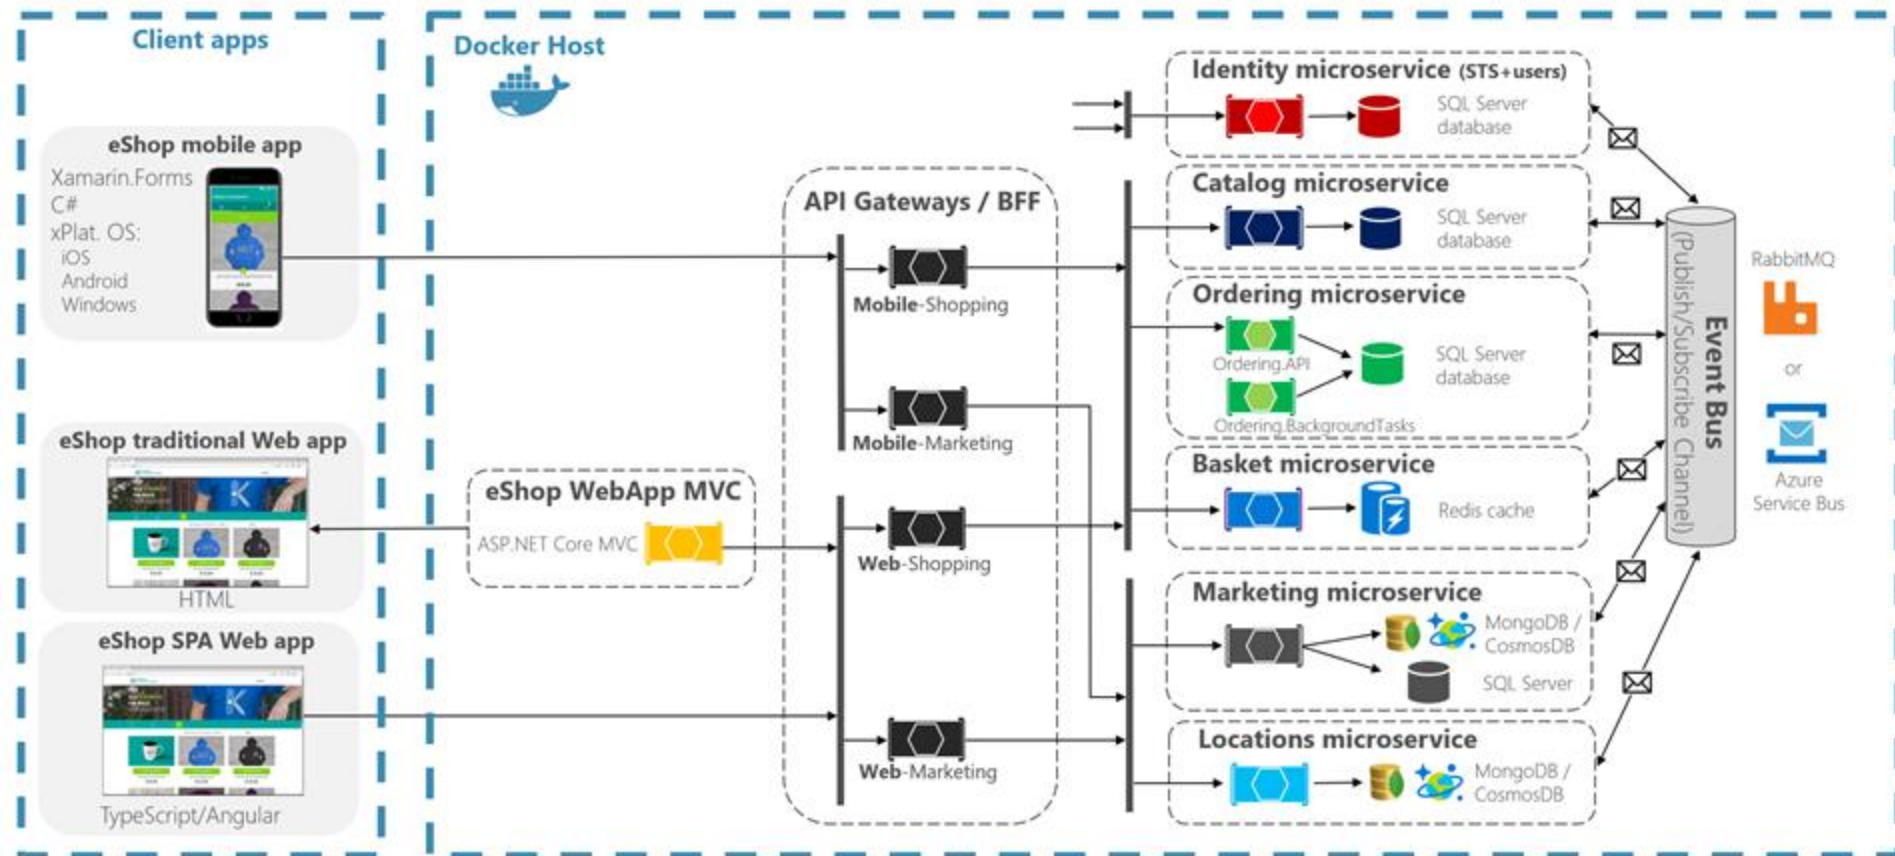 Client apps
eShop mobile app
Xamarin.Forms
C#
xPlat. OS:
iOS
Android
Windows
eShop traditional Web app
HTML
eShop SPA Web app
TypeScript/Angular
Docker Host
eShop WebApp MVC
ASP.NET Core MVC
API Gateways / BFF
Mobile-Shopping
Mobile-Marketing
Web-Shopping
Web-Marketing
Identity microservice (STS+users)
SQL Server
database
Catalog microservice
SQL Server
database
Ordering microservice
Ordering.API
SQL Server
database
Ordering.BackgroundTasks
Basket microservice
Redis cache
Marketing microservice
MongoDB /
CosmosDB
SQL Server
Locations microservice
MongoDB /
CosmosDB
Event Bus
(Publish/Subscribe Channel)
RabbitMQ
or
Azure
Service Bus